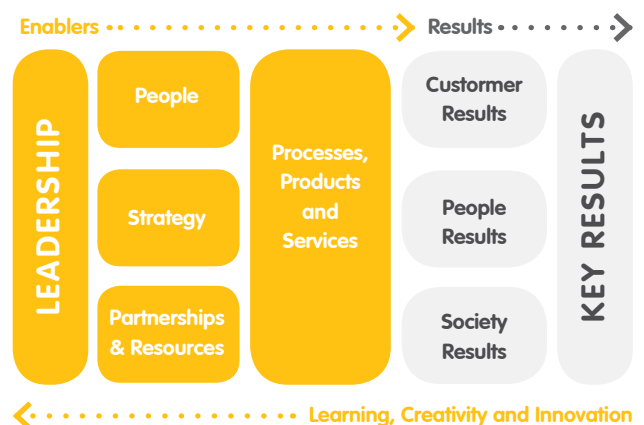 Enablers
Results
LEADERSHIP
People
Strategy
Partnerships
& Resources
Processes,
Products
and
Services
Custormer
Results
People
Results
Society
Results
KEY RESULTS
Learning, Creativity and Innovation